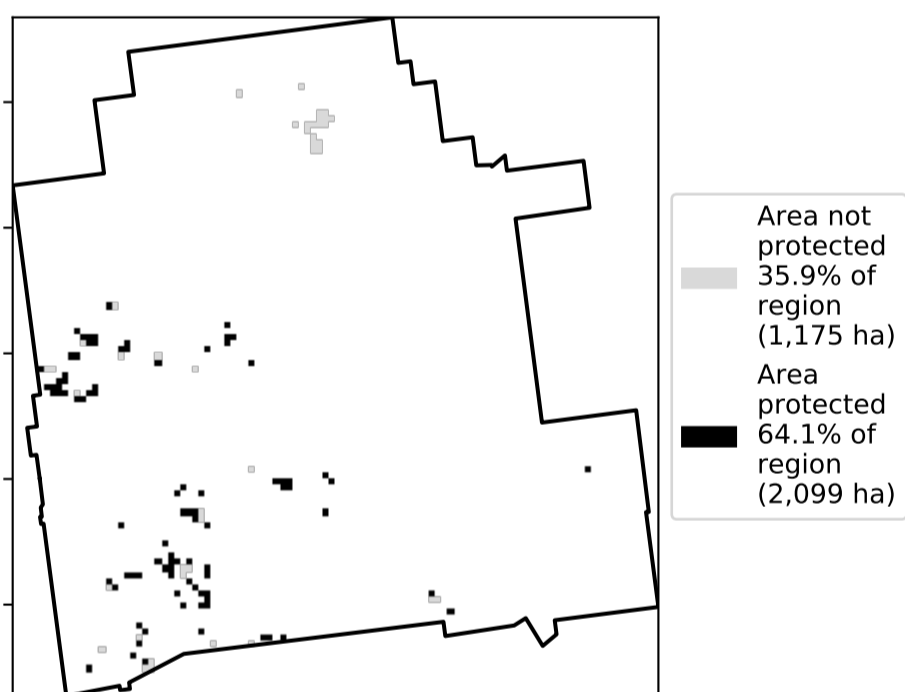 Area not
protected
35.9% of
region
(1,175 ha)
Area
protected
64.1% of
region
(2,099 ha)